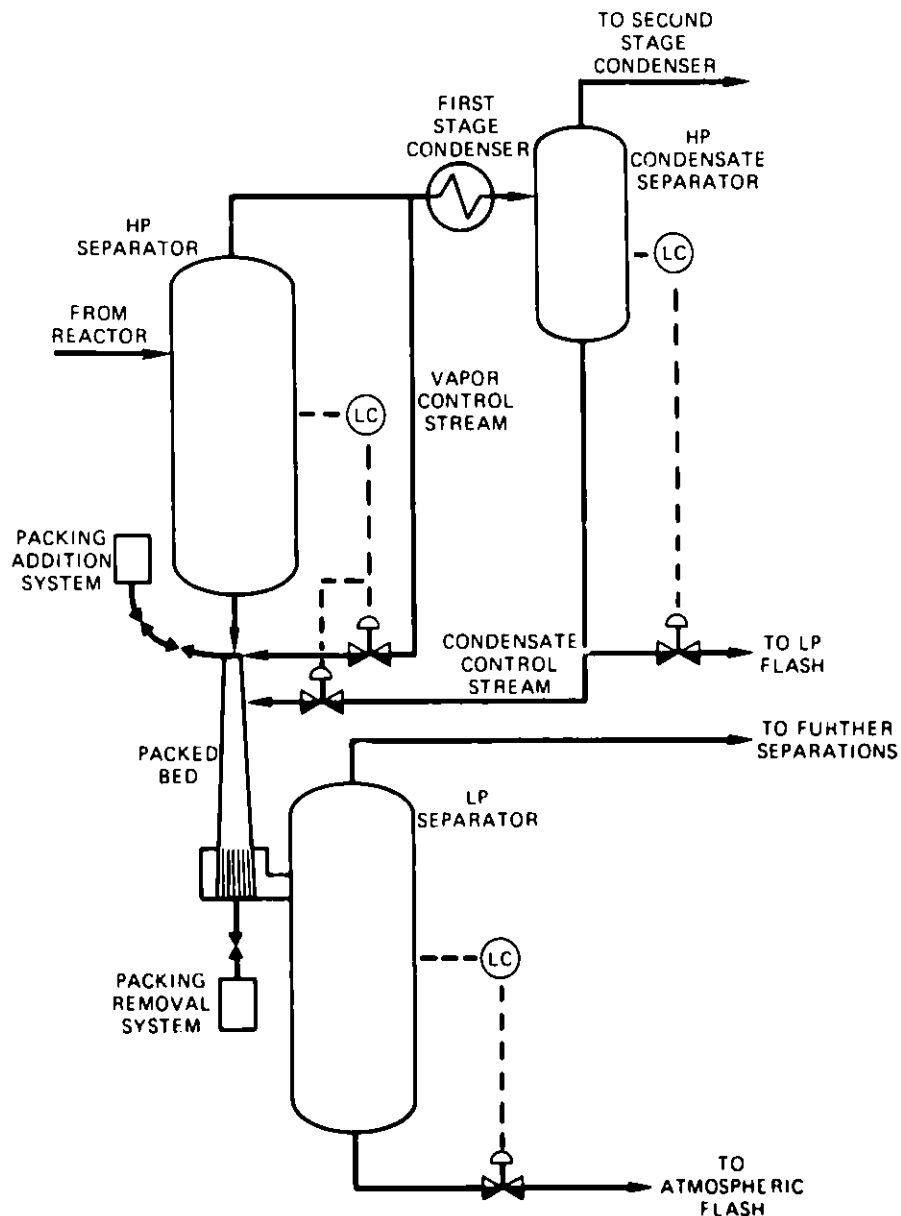 TO SECOND
STAGE
CONDENSER
FIRST
STAGE
CONDENSER
HP
CONDENSATE
SEPARATOR
HP
SEPARATOR
LC
FROM
REACTOR
VAPOR
CONTROL
STREAM
LC
PACKING
ADDITION
SYSTEM
CONDENSATE
CONTROL
STREAM
TO LP
FLASH
PACKED
BED
TO FURTHER
SEPARATIONS
LP
SEPARATOR
LC
PACKING
REMOVAL
SYSTEM
TO
ATMOSPHERIC
FLASH